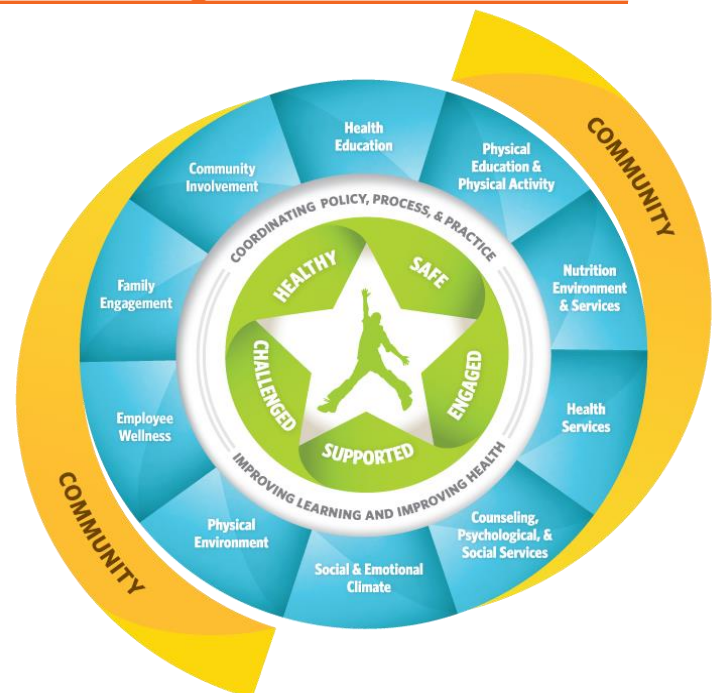 COMMUNITY
Health
Education
Physical
Education &
Physical Activity
Nutrition
Environment
& Services
Health
Services
Counseling,
Psychological, &
Social Services
Social & Emotional
Climate
Physical
Environment
Employee
Wellness
Family
Engagement
Community
Involvement
COORDINATING POLICY, PROCESS, & PRACTICE
HEALTHY
SAFE
ENGAGED
SUPPORTED
CHALLENGED
IMPROVING LEARNING AND IMPROVING HEALTH
COMMUNITY